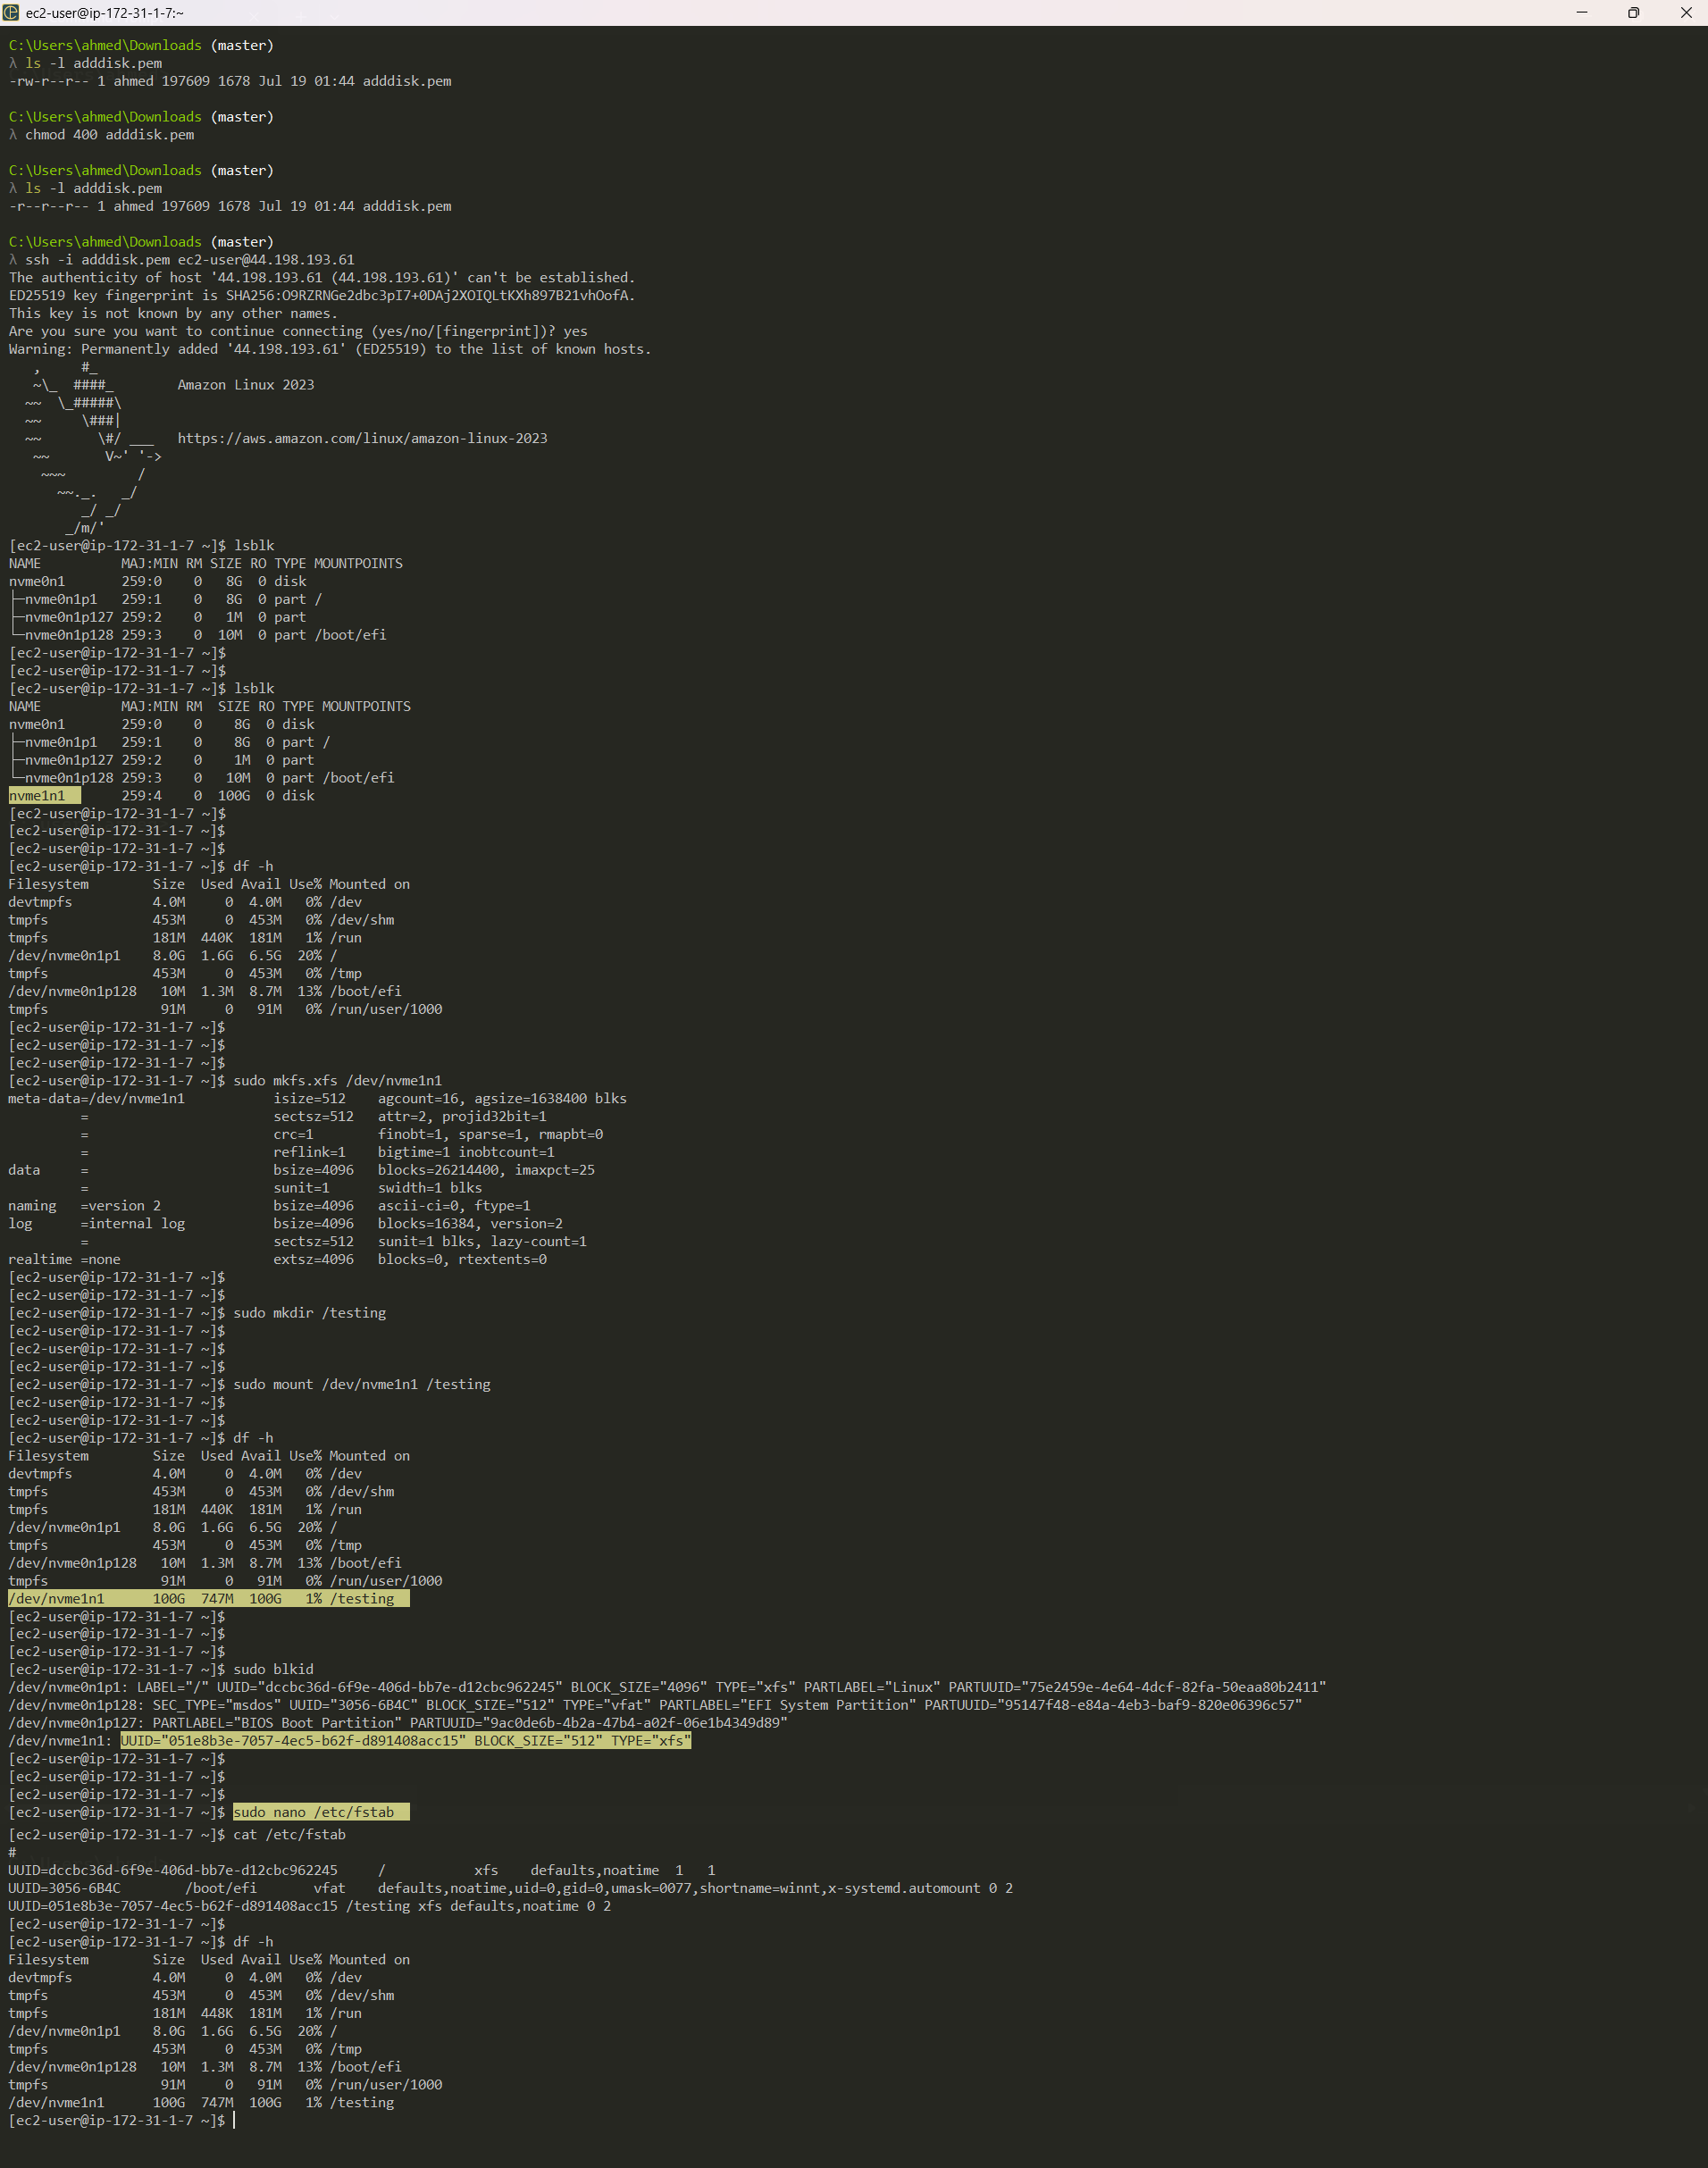 ec2-user@ip-172-31-1-7:~
C:\Users\ahmed\Downloads (master)
λ ls -l adddisk.pem
-rw-r--r-- 1 ahmed 197609 1678 Jul 19 01:44 adddisk.pem
C:\Users\ahmed\Downloads (master)
λ chmod 400 adddisk.pem
C:\Users\ahmed\Downloads (master)
λ ls -l adddisk.pem
-r--r--r-- 1 ahmed 197609 1678 Jul 19 01:44 adddisk.pem
C:\Users\ahmed\Downloads (master)
λ ssh -i adddisk.pem ec2-user@44.198.193.61
The authenticity of host '44.198.193.61 (44.198.193.61)' can't be established.
ED25519 key fingerprint is SHA256:O9RZRNGe2dbc3pI7+0DAj2XOIQLtKXh897B21vhOofA.
This key is not known by any other names.
Are you sure you want to continue connecting (yes/no/[fingerprint])? yes
Warning: Permanently added '44.198.193.61' (ED25519) to the list of known hosts.
   ,     #_
   ~\_  ####_        Amazon Linux 2023
  ~~  \_#####\
  ~~     \###|
  ~~       \#/ ___   https://aws.amazon.com/linux/amazon-linux-2023
   ~~       V~' '->
    ~~~         /
      ~~._.   _/
         _/ _/
       _/m/'
[ec2-user@ip-172-31-1-7 ~]$ lsblk
NAME          MAJ:MIN RM SIZE RO TYPE MOUNTPOINTS
nvme0n1       259:0    0   8G  0 disk
├─nvme0n1p1   259:1    0   8G  0 part /
├─nvme0n1p127 259:2    0   1M  0 part
└─nvme0n1p128 259:3    0  10M  0 part /boot/efi
[ec2-user@ip-172-31-1-7 ~]$
[ec2-user@ip-172-31-1-7 ~]$
[ec2-user@ip-172-31-1-7 ~]$ lsblk
NAME          MAJ:MIN RM  SIZE RO TYPE MOUNTPOINTS
nvme0n1       259:0    0    8G  0 disk
├─nvme0n1p1   259:1    0    8G  0 part /
├─nvme0n1p127 259:2    0    1M  0 part
└─nvme0n1p128 259:3    0   10M  0 part /boot/efi
nvme1n1       259:4    0  100G  0 disk
[ec2-user@ip-172-31-1-7 ~]$
[ec2-user@ip-172-31-1-7 ~]$
[ec2-user@ip-172-31-1-7 ~]$
[ec2-user@ip-172-31-1-7 ~]$ df -h
Filesystem        Size  Used Avail Use% Mounted on
devtmpfs          4.0M     0  4.0M   0% /dev
tmpfs             453M     0  453M   0% /dev/shm
tmpfs             181M  440K  181M   1% /run
/dev/nvme0n1p1    8.0G  1.6G  6.5G  20% /
tmpfs             453M     0  453M   0% /tmp
/dev/nvme0n1p128   10M  1.3M  8.7M  13% /boot/efi
tmpfs              91M     0   91M   0% /run/user/1000
[ec2-user@ip-172-31-1-7 ~]$
[ec2-user@ip-172-31-1-7 ~]$
[ec2-user@ip-172-31-1-7 ~]$
[ec2-user@ip-172-31-1-7 ~]$ sudo mkfs.xfs /dev/nvme1n1
meta-data=/dev/nvme1n1           isize=512    agcount=16, agsize=1638400 blks
         =                       sectsz=512   attr=2, projid32bit=1
         =                       crc=1        finobt=1, sparse=1, rmapbt=0
         =                       reflink=1    bigtime=1 inobtcount=1
data     =                       bsize=4096   blocks=26214400, imaxpct=25
         =                       sunit=1      swidth=1 blks
naming   =version 2              bsize=4096   ascii-ci=0, ftype=1
log      =internal log           bsize=4096   blocks=16384, version=2
         =                       sectsz=512   sunit=1 blks, lazy-count=1
realtime =none                   extsz=4096   blocks=0, rtextents=0
[ec2-user@ip-172-31-1-7 ~]$
[ec2-user@ip-172-31-1-7 ~]$
[ec2-user@ip-172-31-1-7 ~]$ sudo mkdir /testing
[ec2-user@ip-172-31-1-7 ~]$
[ec2-user@ip-172-31-1-7 ~]$
[ec2-user@ip-172-31-1-7 ~]$
[ec2-user@ip-172-31-1-7 ~]$ sudo mount /dev/nvme1n1 /testing
[ec2-user@ip-172-31-1-7 ~]$
[ec2-user@ip-172-31-1-7 ~]$
[ec2-user@ip-172-31-1-7 ~]$ df -h
Filesystem        Size  Used Avail Use% Mounted on
devtmpfs          4.0M     0  4.0M   0% /dev
tmpfs             453M     0  453M   0% /dev/shm
tmpfs             181M  440K  181M   1% /run
/dev/nvme0n1p1    8.0G  1.6G  6.5G  20% /
tmpfs             453M     0  453M   0% /tmp
/dev/nvme0n1p128   10M  1.3M  8.7M  13% /boot/efi
tmpfs              91M     0   91M   0% /run/user/1000
/dev/nvme1n1      100G  747M  100G   1% /testing
[ec2-user@ip-172-31-1-7 ~]$
[ec2-user@ip-172-31-1-7 ~]$
[ec2-user@ip-172-31-1-7 ~]$
[ec2-user@ip-172-31-1-7 ~]$ sudo blkid
/dev/nvme0n1p1: LABEL="/" UUID="dccbc36d-6f9e-406d-bb7e-d12cbc962245" BLOCK_SIZE="4096" TYPE="xfs" PARTLABEL="Linux" PARTUUID="75e2459e-4e64-4dcf-82fa-50eaa80b2411"
/dev/nvme0n1p128: SEC_TYPE="msdos" UUID="3056-6B4C" BLOCK_SIZE="512" TYPE="vfat" PARTLABEL="EFI System Partition" PARTUUID="95147f48-e84a-4eb3-baf9-820e06396c57"
/dev/nvme0n1p127: PARTLABEL="BIOS Boot Partition" PARTUUID="9ac0de6b-4b2a-47b4-a02f-06e1b4349d89"
/dev/nvme1n1: UUID="051e8b3e-7057-4ec5-b62f-d891408acc15" BLOCK_SIZE="512" TYPE="xfs"
[ec2-user@ip-172-31-1-7 ~]$
[ec2-user@ip-172-31-1-7 ~]$
[ec2-user@ip-172-31-1-7 ~]$
[ec2-user@ip-172-31-1-7 ~]$ sudo nano /etc/fstab
[ec2-user@ip-172-31-1-7 ~]$ cat /etc/fstab
#
UUID=dccbc36d-6f9e-406d-bb7e-d12cbc962245     /           xfs    defaults,noatime  1   1
UUID=3056-6B4C        /boot/efi       vfat    defaults,noatime,uid=0,gid=0,umask=0077,shortname=winnt,x-systemd.automount 0 2
UUID=051e8b3e-7057-4ec5-b62f-d891408acc15 /testing xfs defaults,noatime 0 2
[ec2-user@ip-172-31-1-7 ~]$
[ec2-user@ip-172-31-1-7 ~]$ df -h
Filesystem        Size  Used Avail Use% Mounted on
devtmpfs          4.0M     0  4.0M   0% /dev
tmpfs             453M     0  453M   0% /dev/shm
tmpfs             181M  448K  181M   1% /run
/dev/nvme0n1p1    8.0G  1.6G  6.5G  20% /
tmpfs             453M     0  453M   0% /tmp
/dev/nvme0n1p128   10M  1.3M  8.7M  13% /boot/efi
tmpfs              91M     0   91M   0% /run/user/1000
/dev/nvme1n1      100G  747M  100G   1% /testing
[ec2-user@ip-172-31-1-7 ~]$